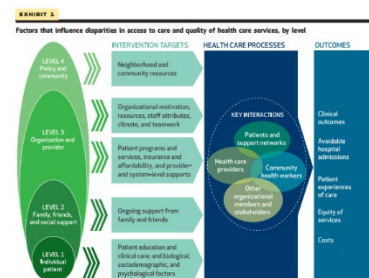 EXHIBIT 1
Factors that influence disparities in access to care and quality of health care services, by level
INTERVENTION TARGETS
HEALTH CARE PROCESSES
OUTCOMES
LEVEL 4
Policy and
community
Neighborhood and
community resources
LEVEL 3
Organization and
provider
Organizational motivation,
resources, staff attributes,
climate, and teamwork
Patient programs and
services, insurance and
affordability, and provider-
and system-level supports
LEVEL 2
Family, friends,
and social support
Ongoing support from
family and friends
LEVEL 1
Individual
patient
Patient education and
clinical care; and biological,
sociodemographic, and
psychological factors
KEY INTERACTIONS
Patients and
support networks
Health care
providers
Community
health workers
Other
organizational
members and
stakeholders
Clinical
outcomes
Avoidable
hospital
admissions
Patient
experiences
of care
Equity of
services
Costs